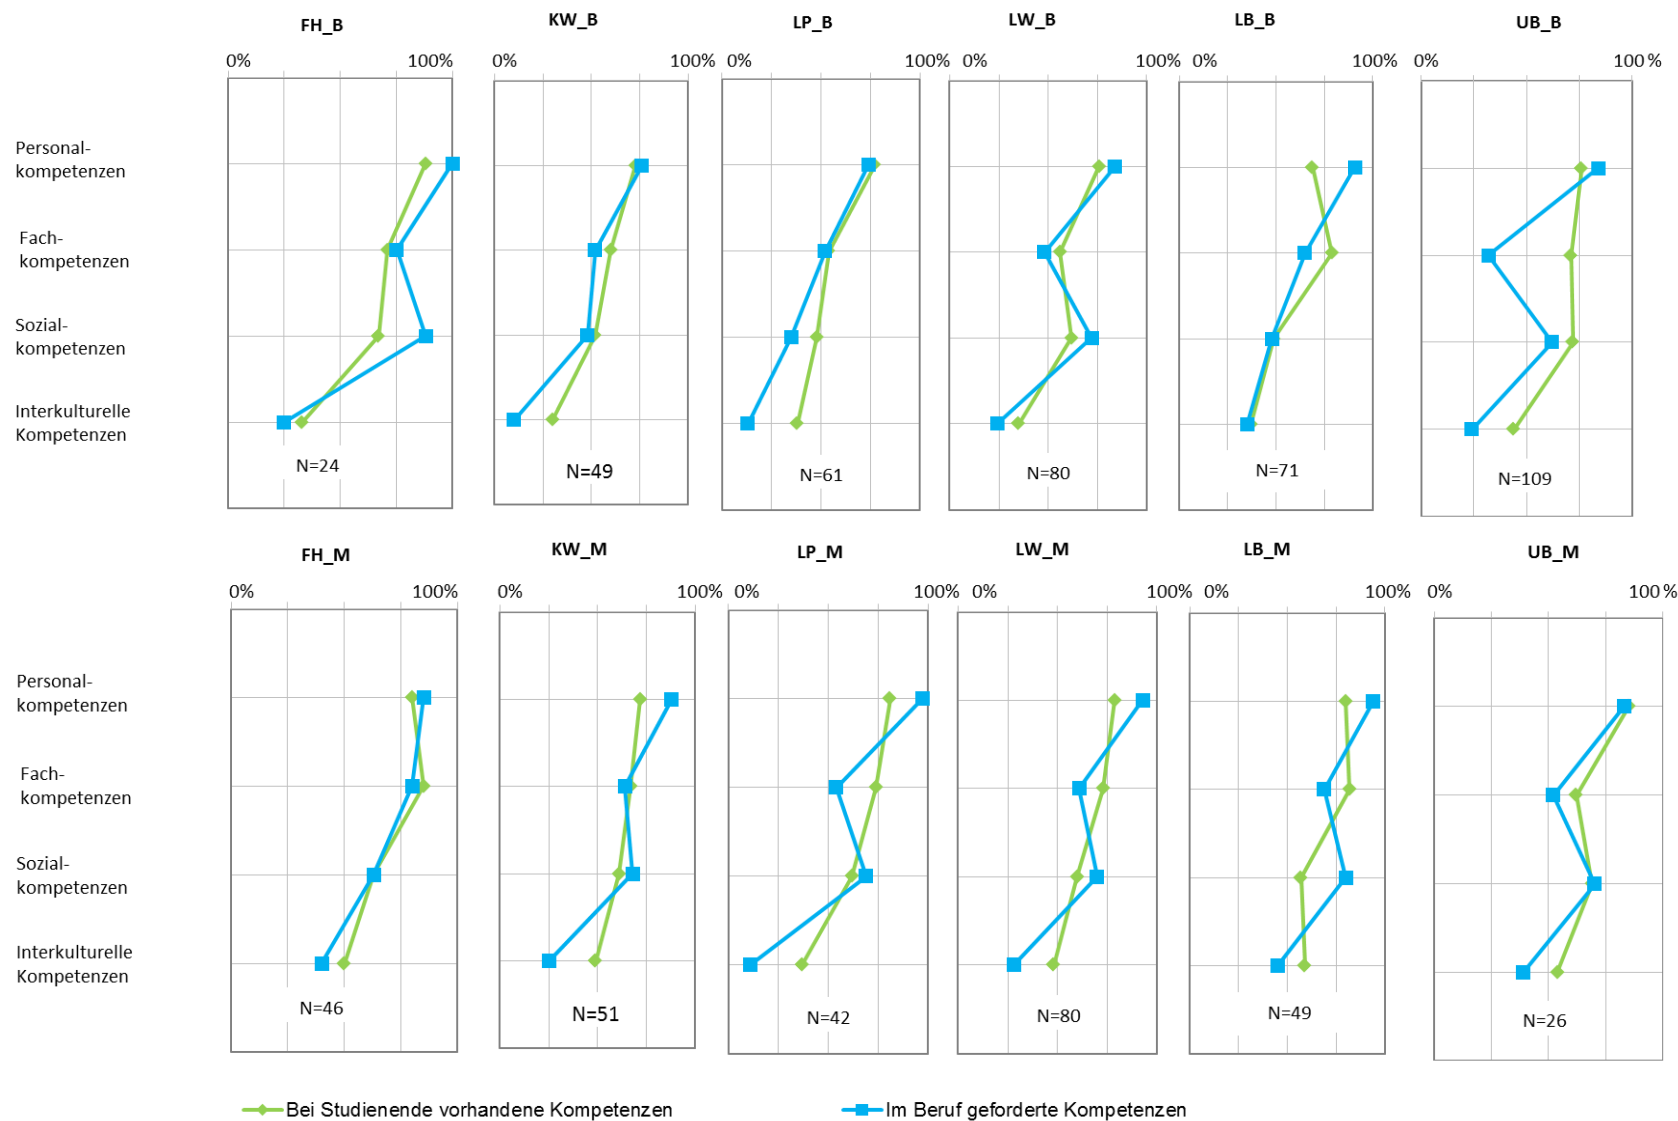 FH_B
KW_B
LP_B
LW_B
LB_B
UB_B
0% 100%
0% 100%
0% 100%
0% 100%
0% 100%
0% 100 %
Personal-
kompetenzen
Fach-
kompetenzen
Sozial-
kompetenzen
Interkulturelle
Kompetenzen
N=24
N=49
N=61
N=80
N=71
N=109
FH_M
KW_M
LP_M
LW_M
LB_M
UB_M
0% 100%
0% 100%
0% 100%
0% 100%
0% 100%
0% 100 %
Personal-
kompetenzen
Fach-
kompetenzen
Sozial-
kompetenzen
Interkulturelle
Kompetenzen
N=46
N=51
N=42
N=80
N=49
N=26
Bei Studienende vorhandene Kompetenzen
Im Beruf geforderte Kompetenzen